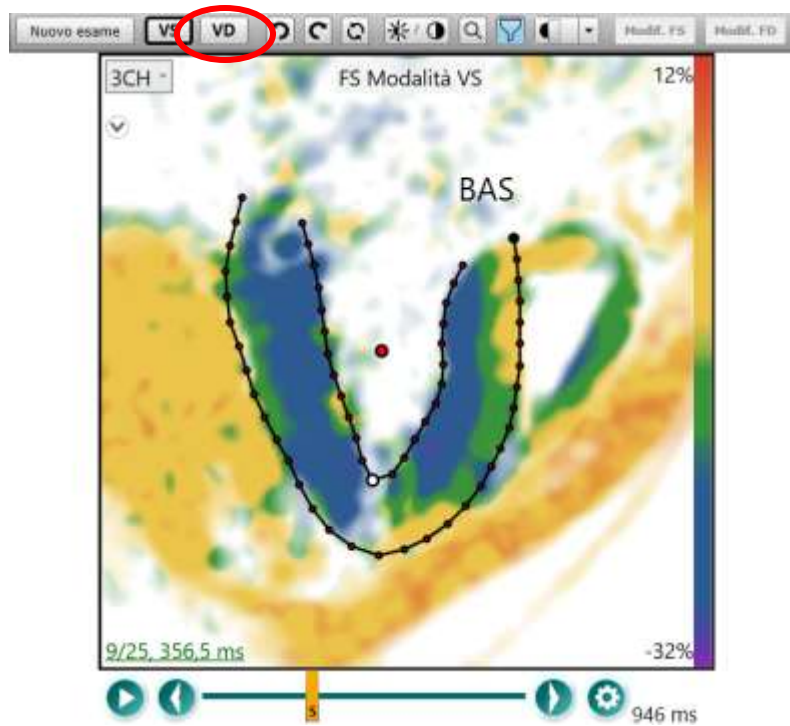 Nuovo esame VS VD Modif. FS Modif. FD
3CH FS Modalità VS 12%
BAS
9/25, 356,5 ms -32%
S
946 ms